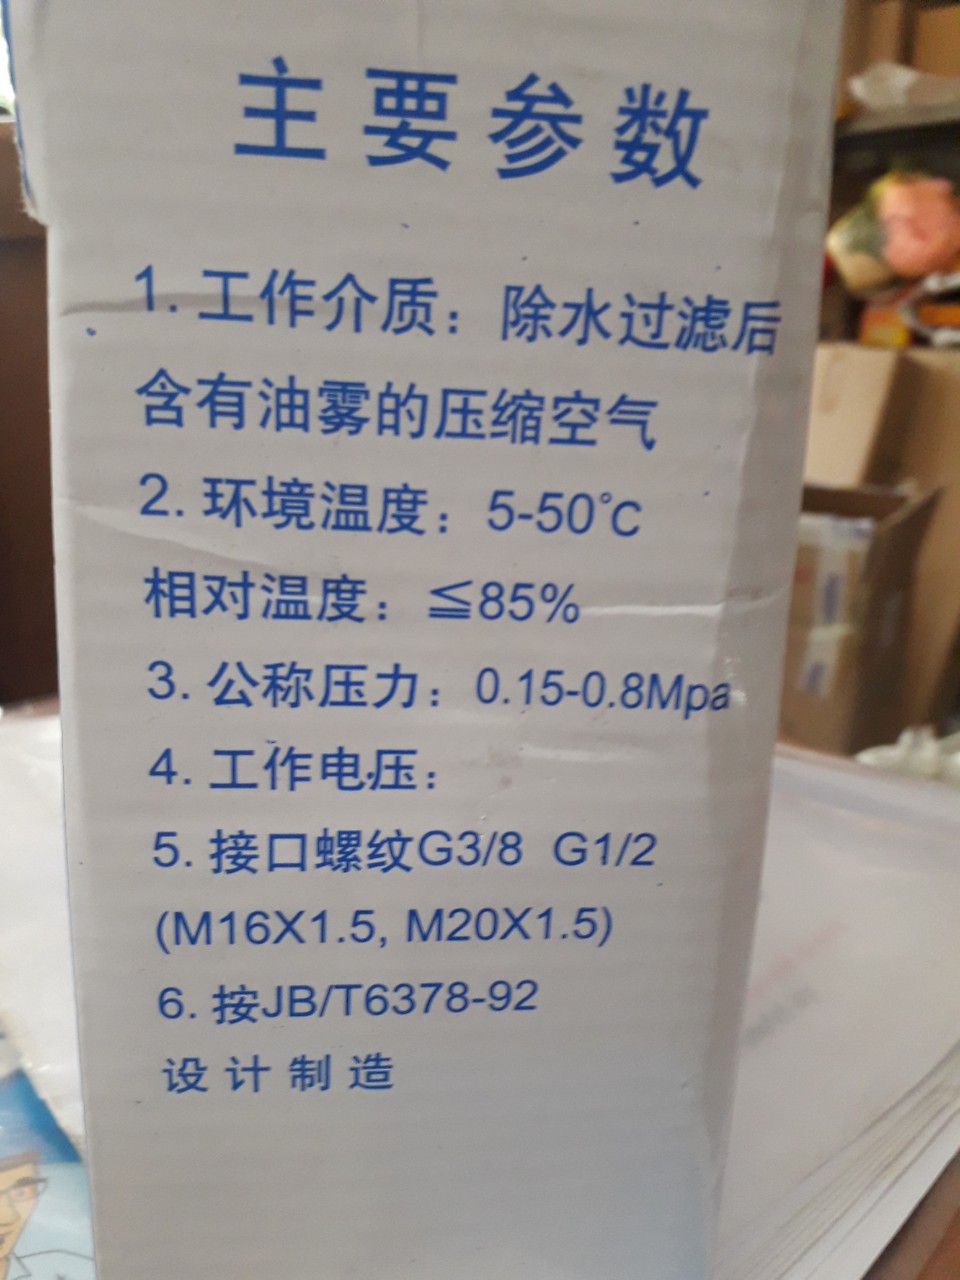 主要参数
1. 工作介质：除水过滤后
含有油雾的压缩空气
2. 环境温度：5-50℃
相对温度：≦85%
3. 公称压力：0.15-0.8Mpa
4. 工作电压：
5. 接口螺纹G3/8 G1/2
(M16X1.5, M20X1.5)
6. 按JB/T6378-92
设计制造